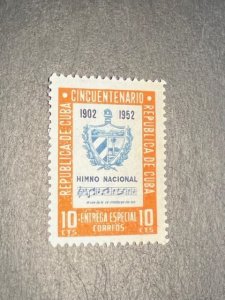 CINCUENTENARIO
REPUBLICA DE CUBA
REPUBLICA DE CUBA
1902 1952
HIMNO NACIONAL
10 ENTREGA ESPECIAL 10
CTS CORREOS CTS